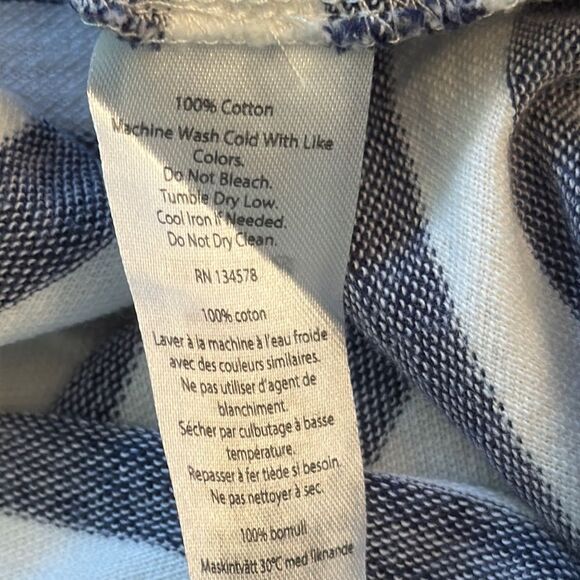 100% Cotton
Machine Wash Cold With Like
Colors.
Do Not Bleach.
Tumble Dry Low.
Cool Iron if Needed.
Do Not Dry Clean.
RN 134578
100% coton
Laver à la machine à l'eau froide
avec des couleurs similaires.
Ne pas utiliser d'agent de
blanchiment.
Sécher par culbutage à basse
température.
Repasser à fer tiède si besoin.
Ne pas nettoyer à sec.
100% bomull
Maskintvätt 30°C med liknande